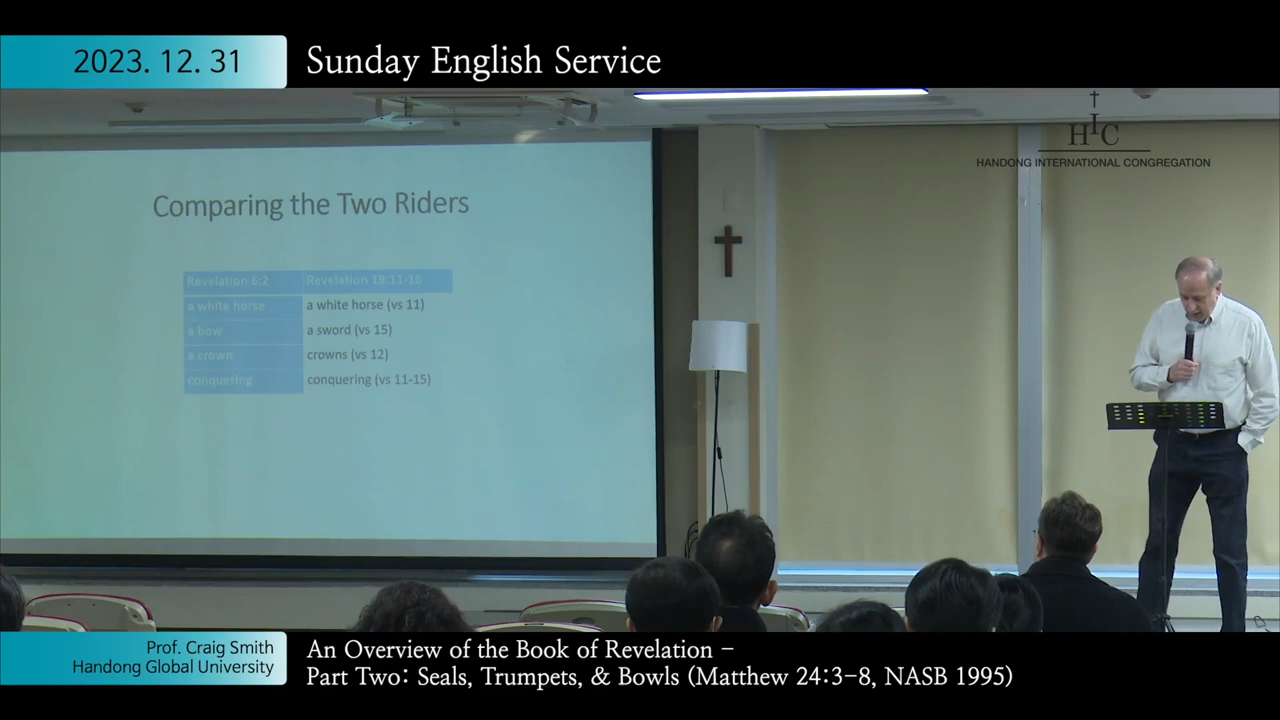 2023. 12. 31
Sunday English Service
HIC
HANDONG INTERNATIONAL CONGREGATION
Comparing the Two Riders
Revelation 6:2 Revelation 19:11-16
a white horse a white horse (vs 11)
a bow a sword (vs 15)
a crown crowns (vs 12)
conquering conquering (vs 11-15)
Prof. Craig Smith
Handong Global University
An Overview of the Book of Revelation –
Part Two: Seals, Trumpets, & Bowls (Matthew 24:3-8, NASB 1995)